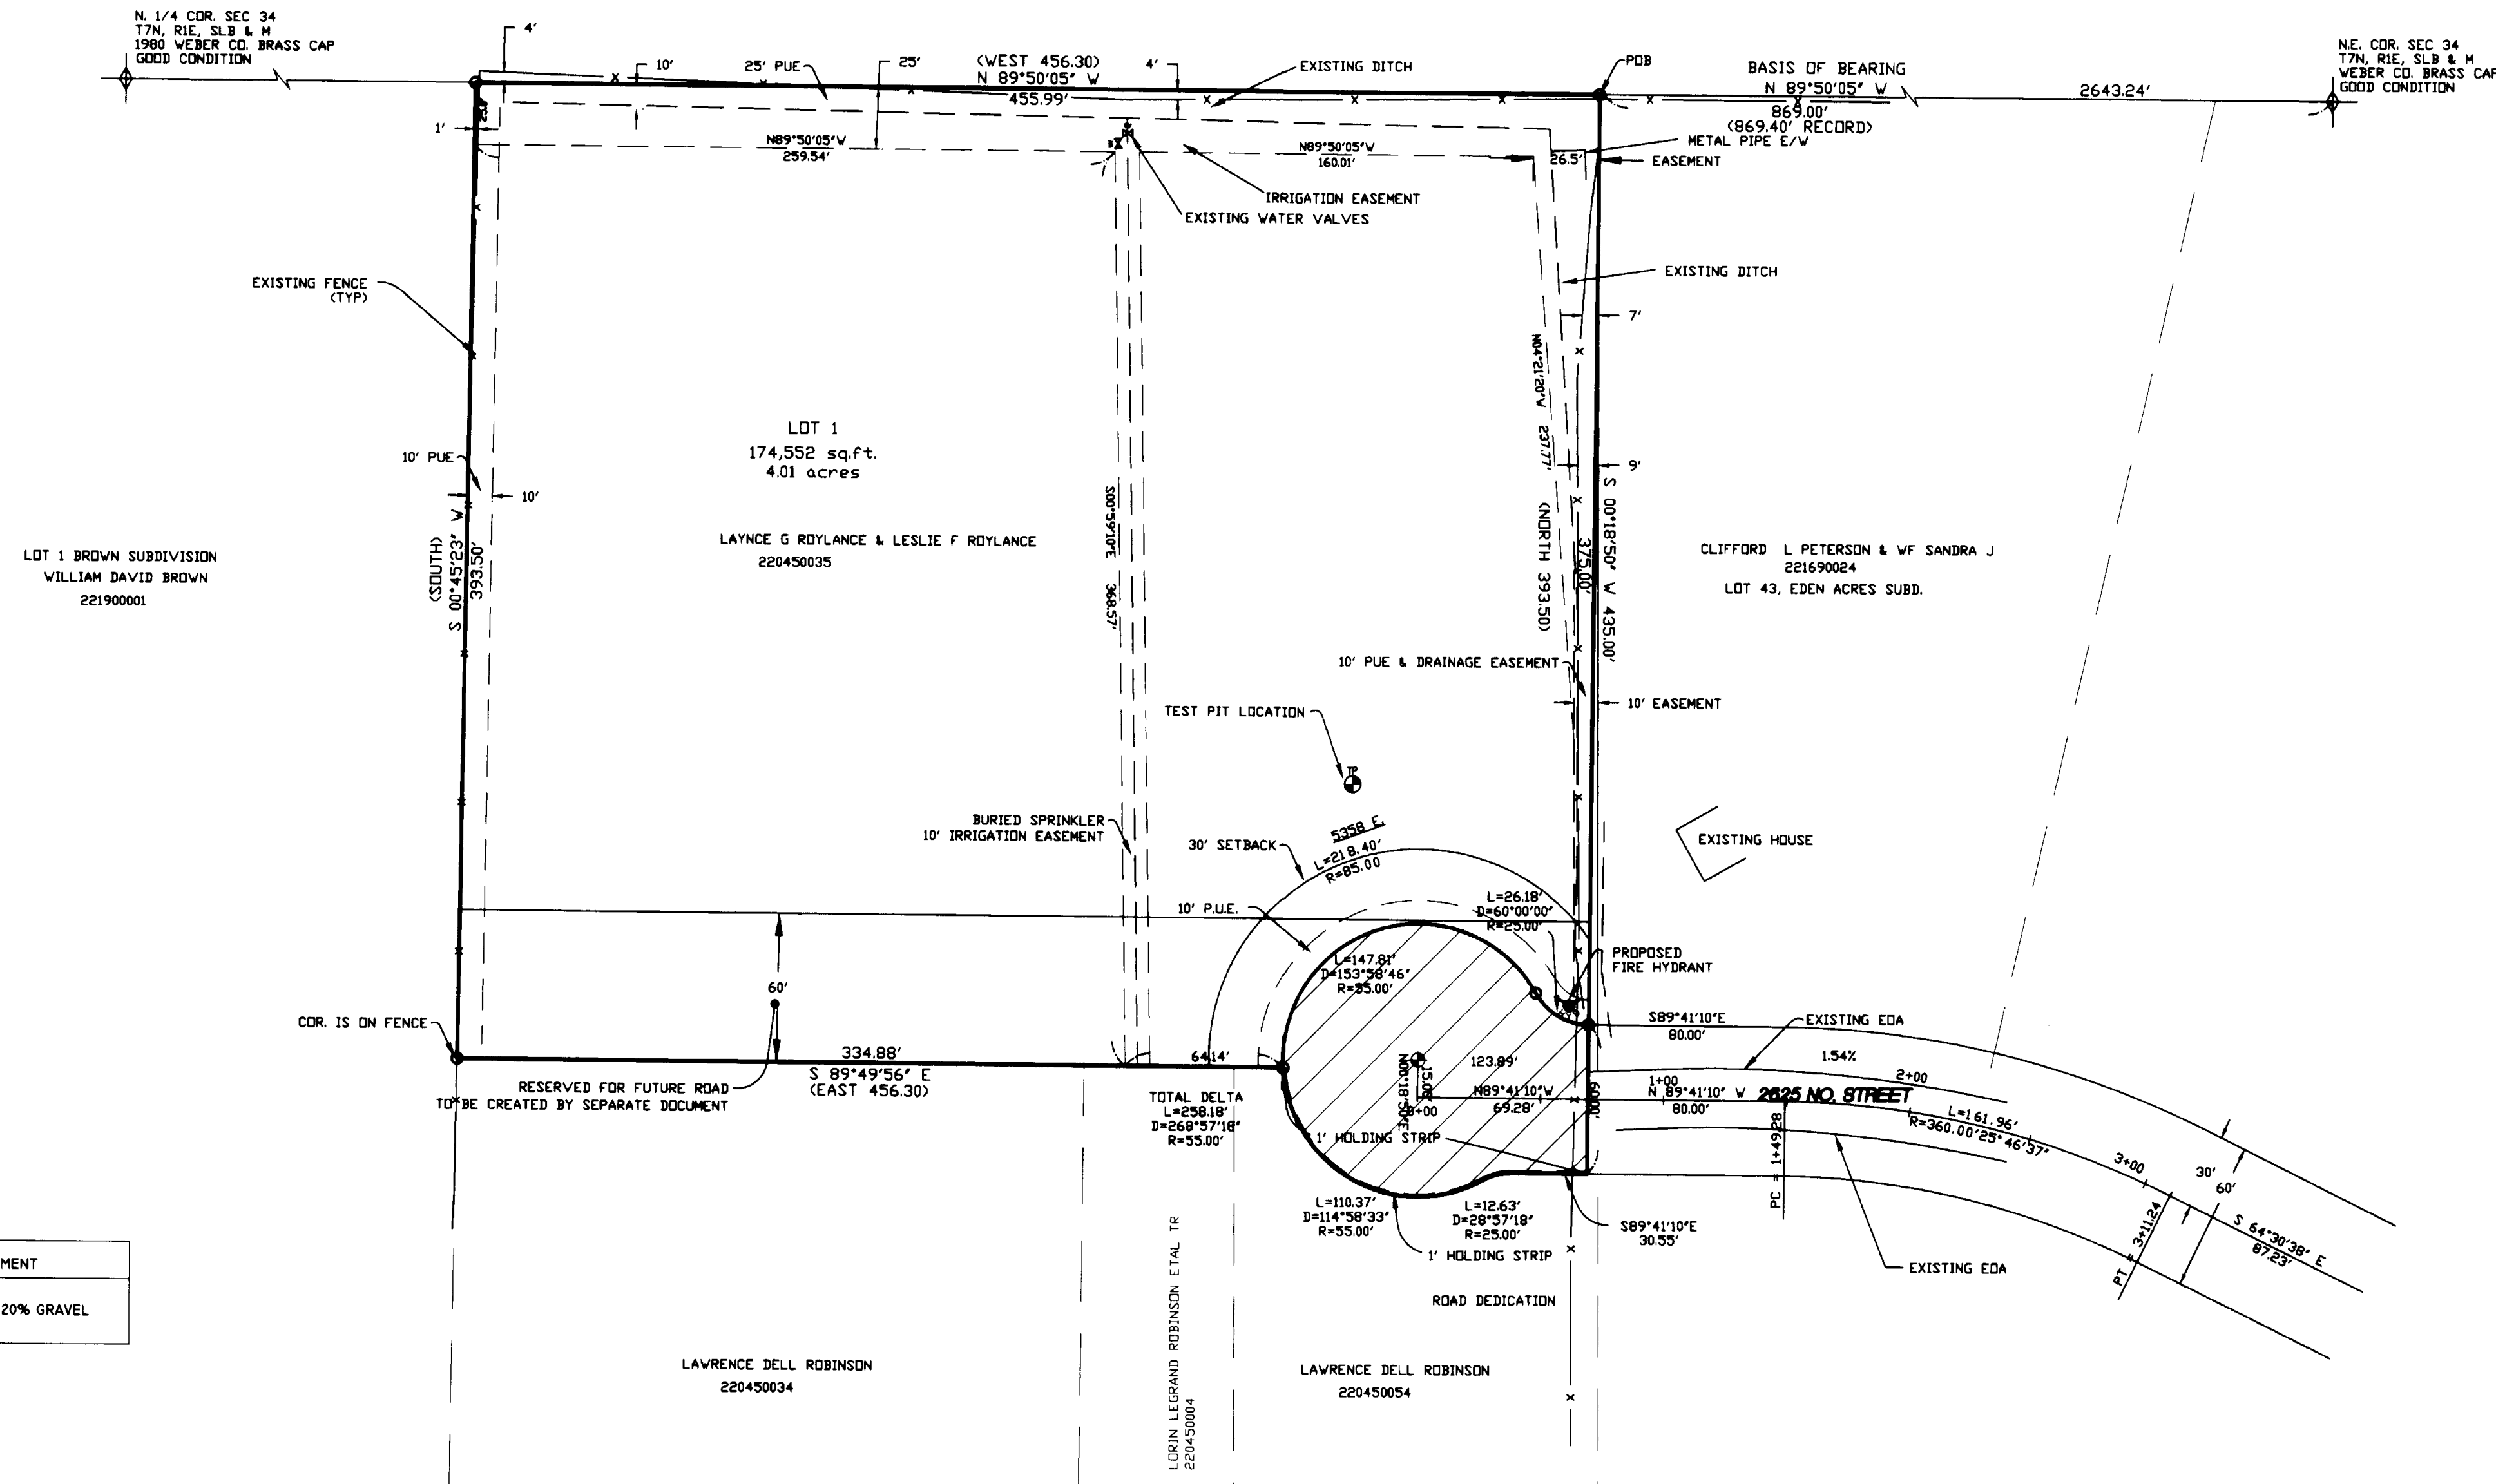 N. 1/4 COR. SEC 34
T7N, R1E, SLB & M
1980 WEBER CO. BRASS CAP
GOOD CONDITION
4'
10'
25' PUE
25'
(WEST 456.30)
N 89°50'05" W
455.99'
4'
EXISTING DITCH
POB
BASIS OF BEARING
N 89°50'05" W
869.00'
(869.40' RECORD)
2643.24'
N.E. COR. SEC 34
T7N, R1E, SLB & M
WEBER CO. BRASS CAP
GOOD CONDITION
1'
N89°50'05"W
259.54'
N89°50'05"W
160.01'
26.5'
METAL PIPE E/W
EASEMENT
IRRIGATION EASEMENT
EXISTING WATER VALVES
EXISTING FENCE
(TYP)
EXISTING DITCH
7'
N04°21'20"W 237.77'
LOT 1
174,552 sq.ft.
4.01 acres
10' PUE
10'
9'
(SOUTH)
S 00°45'23" W
393.50'
S00°59'10"E 368.57'
(NORTH 393.50)
375.00'
S 00°18'50" W 435.00'
LOT 1 BROWN SUBDIVISION
WILLIAM DAVID BROWN
221900001
LAYNCE G ROYLANCE & LESLIE F ROYLANCE
220450035
CLIFFORD L PETERSON & WF SANDRA J
221690024
LOT 43, EDEN ACRES SUBD.
10' PUE & DRAINAGE EASEMENT
10' EASEMENT
TEST PIT LOCATION
TP
BURIED SPRINKLER
10' IRRIGATION EASEMENT
30' SETBACK
5358 E.
L=218.40'
R=85.00
EXISTING HOUSE
10' P.U.E.
L=26.18'
D=60°00'00"
R=25.00'
L=147.81'
D=153°58'46"
R=55.00'
PROPOSED
FIRE HYDRANT
60'
COR. IS ON FENCE
334.88'
S 89°49'56" E
(EAST 456.30)
64.14'
RESERVED FOR FUTURE ROAD
TO BE CREATED BY SEPARATE DOCUMENT
TOTAL DELTA
L=258.18'
D=268°57'18"
R=55.00'
N00°18'50"E
15.08'
123.89'
0+00
N89°41'10"W
69.28'
60.00'
S89°41'10"E
80.00'
EXISTING EOA
1.54%
1+00
N 89°41'10" W
80.00'
2+00
2625 NO. STREET
L=161.96'
R=360.00'25°46'37"
PC = 1+49.28
3+00
30'
60'
PT = 3+11.24
S 64°30'38" E
87.23'
1' HOLDING STRIP
L=110.37'
D=114°58'33"
R=55.00'
L=12.63'
D=28°57'18"
R=25.00'
S89°41'10"E
30.55'
1' HOLDING STRIP
EXISTING EOA
ROAD DEDICATION
MENT
20% GRAVEL
LAWRENCE DELL ROBINSON
220450034
LORIN LEGRAND ROBINSON ETAL TR
220450004
LAWRENCE DELL ROBINSON
220450054